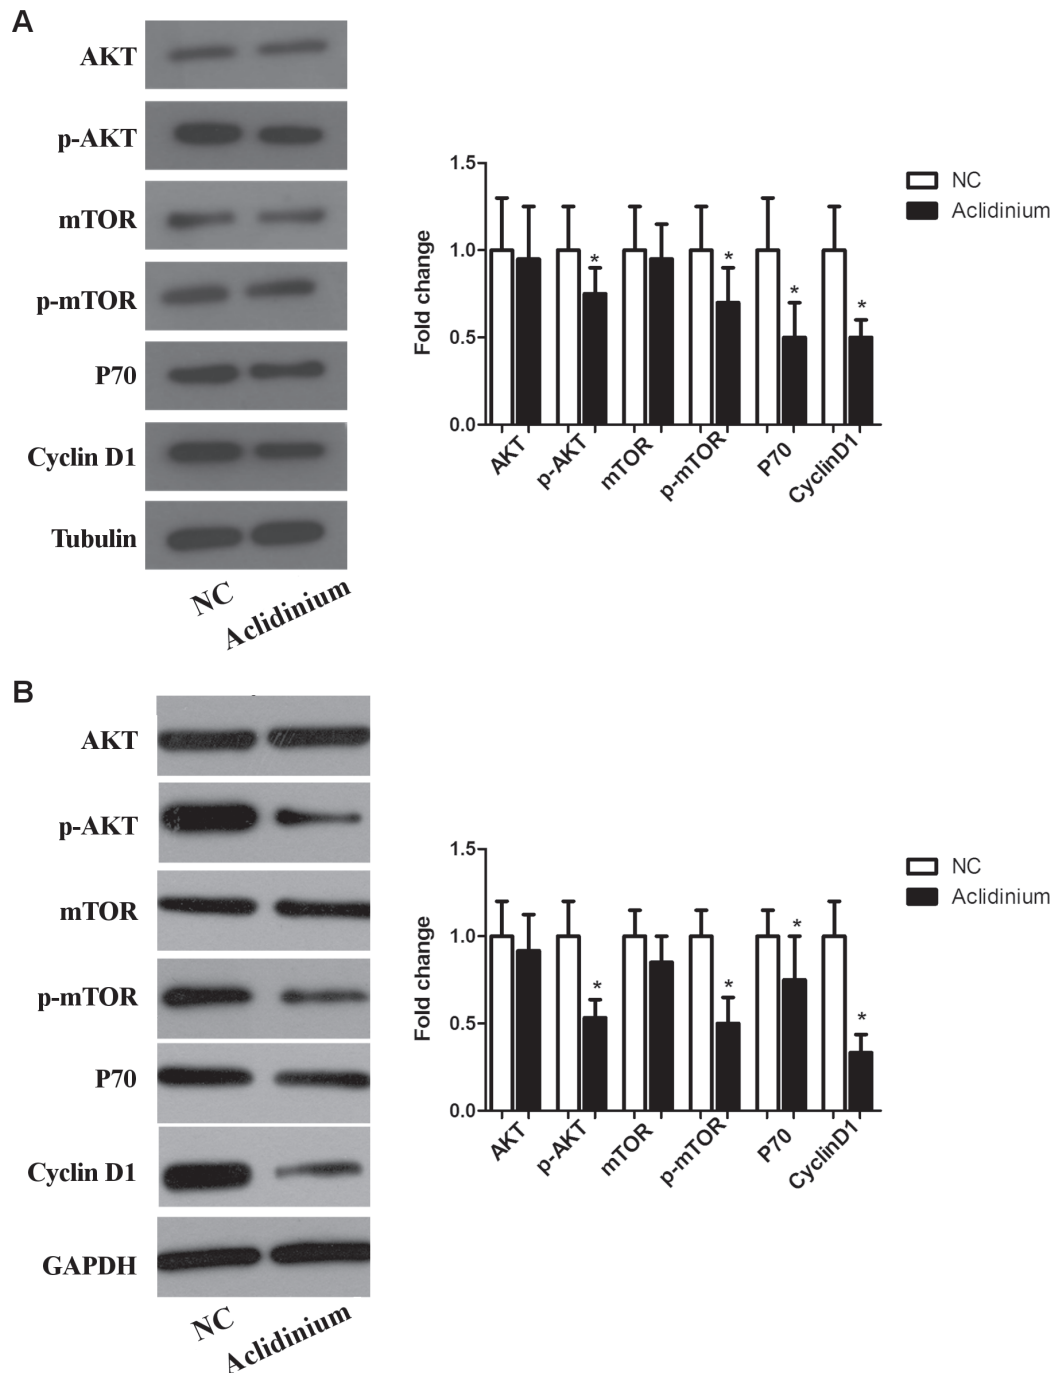 A
AKT
p-AKT
mTOR
p-mTOR
P70
Cyclin D1
Tubulin
NC
Aclidinium
Fold change
1.5
1.0
0.5
0.0
*
*
*
*
AKT
p-AKT
mTOR
p-mTOR
P70
CyclinD1
NC
Aclidinium
B
AKT
p-AKT
mTOR
p-mTOR
P70
Cyclin D1
GAPDH
NC
Aclidinium
Fold change
1.5
1.0
0.5
0.0
*
*
*
*
AKT
p-AKT
mTOR
p-mTOR
P70
CyclinD1
NC
Aclidinium